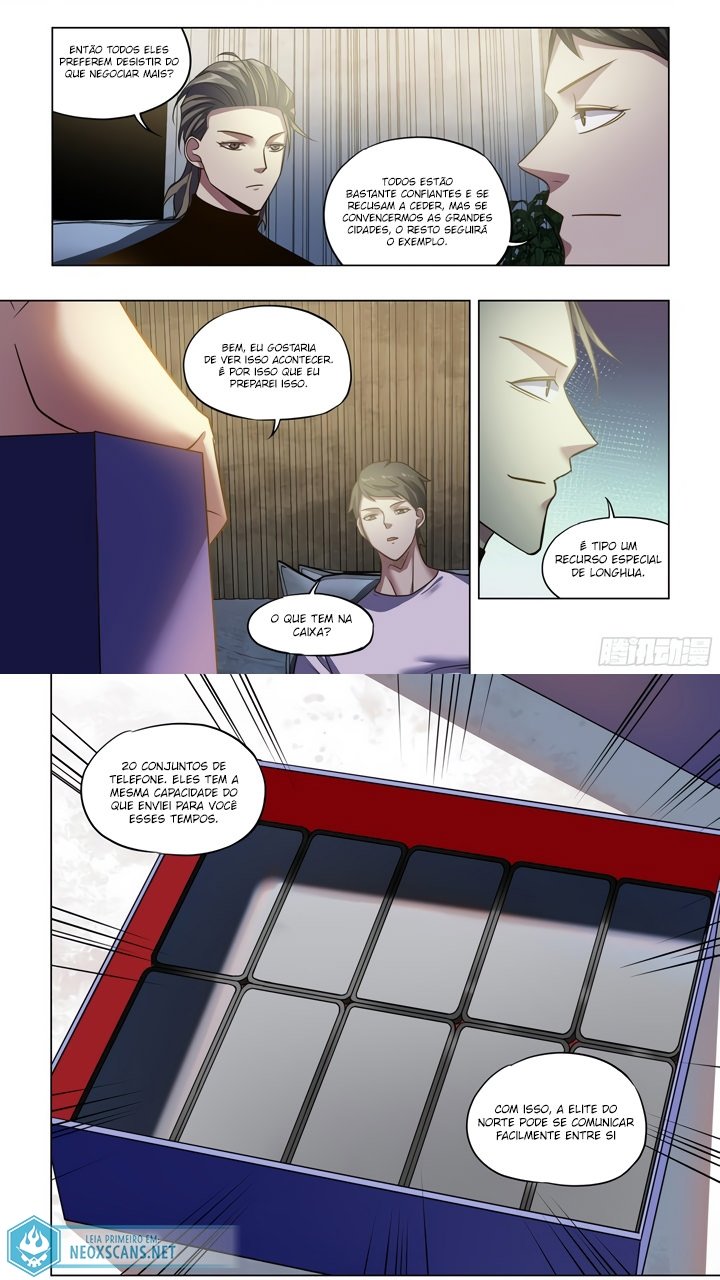 ENTÃO TODOS ELES
PREFEREM DESISTIR DO
QUE NEGOCIAR MAIS?
TODOS ESTÃO
BASTANTE CONFIANTES E SE
RECUSAM A CEDER, MAS SE
CONVENCERMOS AS GRANDES
CIDADES, O RESTO SEGUIRÁ
O EXEMPLO.
BEM, EU GOSTARIA
DE VER ISSO ACONTECER.
É POR ISSO QUE EU
PREPAREI ISSO.
O QUE TEM NA
CAIXA?
É TIPO UM
RECURSO ESPECIAL
DE LONGHUA.
腾讯动漫
20 CONJUNTOS DE
TELEFONE. ELES TEM A
MESMA CAPACIDADE DO
QUE ENVIEI PARA VOCÊ
ESSES TEMPOS.
COM ISSO, A ELITE DO
NORTE PODE SE COMUNICAR
FACILMENTE ENTRE SI
LEIA PRIMEIRO EM:
NEOXSCANS.NET